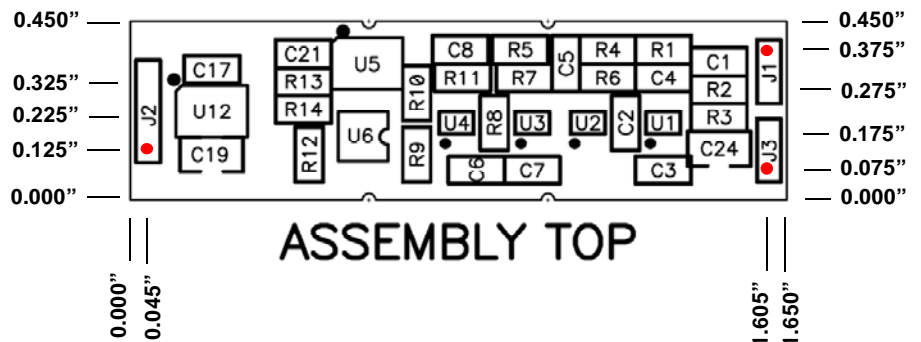 0.450”
0.450”
0.375”
0.325”
0.275”
0.225”
0.175”
0.125”
0.075”
0.000”
0.000”
C21
U5
C8
R5
C5
R4
R1
C1
J1
C17
R13
R10
R11
R7
R6
C4
R2
J2
U12
R14
U6
U4
R8
U3
U2
C2
U1
R3
C19
R12
R9
C6
C7
C3
C24
J3
ASSEMBLY TOP
0.000”
0.045”
1.605”
1.650”